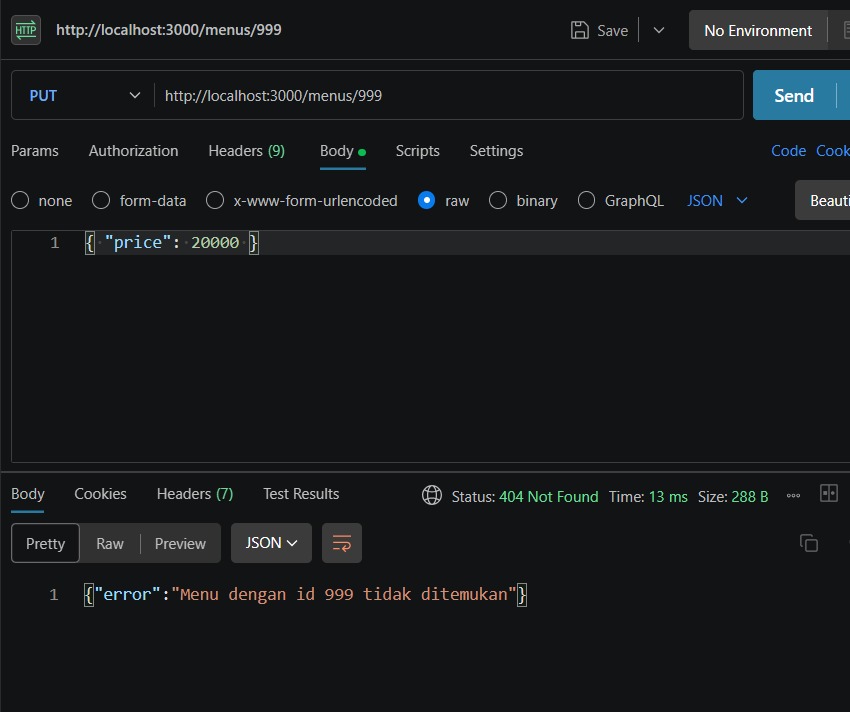 HTTP http://localhost:3000/menus/999 Save No Environment
PUT http://localhost:3000/menus/999 Send
Params Authorization Headers (9) Body Scripts Settings Code Cook
none form-data x-www-form-urlencoded raw binary GraphQL JSON Beauti
1 { "price": 20000 }
Body Cookies Headers (7) Test Results Status: 404 Not Found Time: 13 ms Size: 288 B
Pretty Raw Preview JSON
1 {"error":"Menu dengan id 999 tidak ditemukan"}